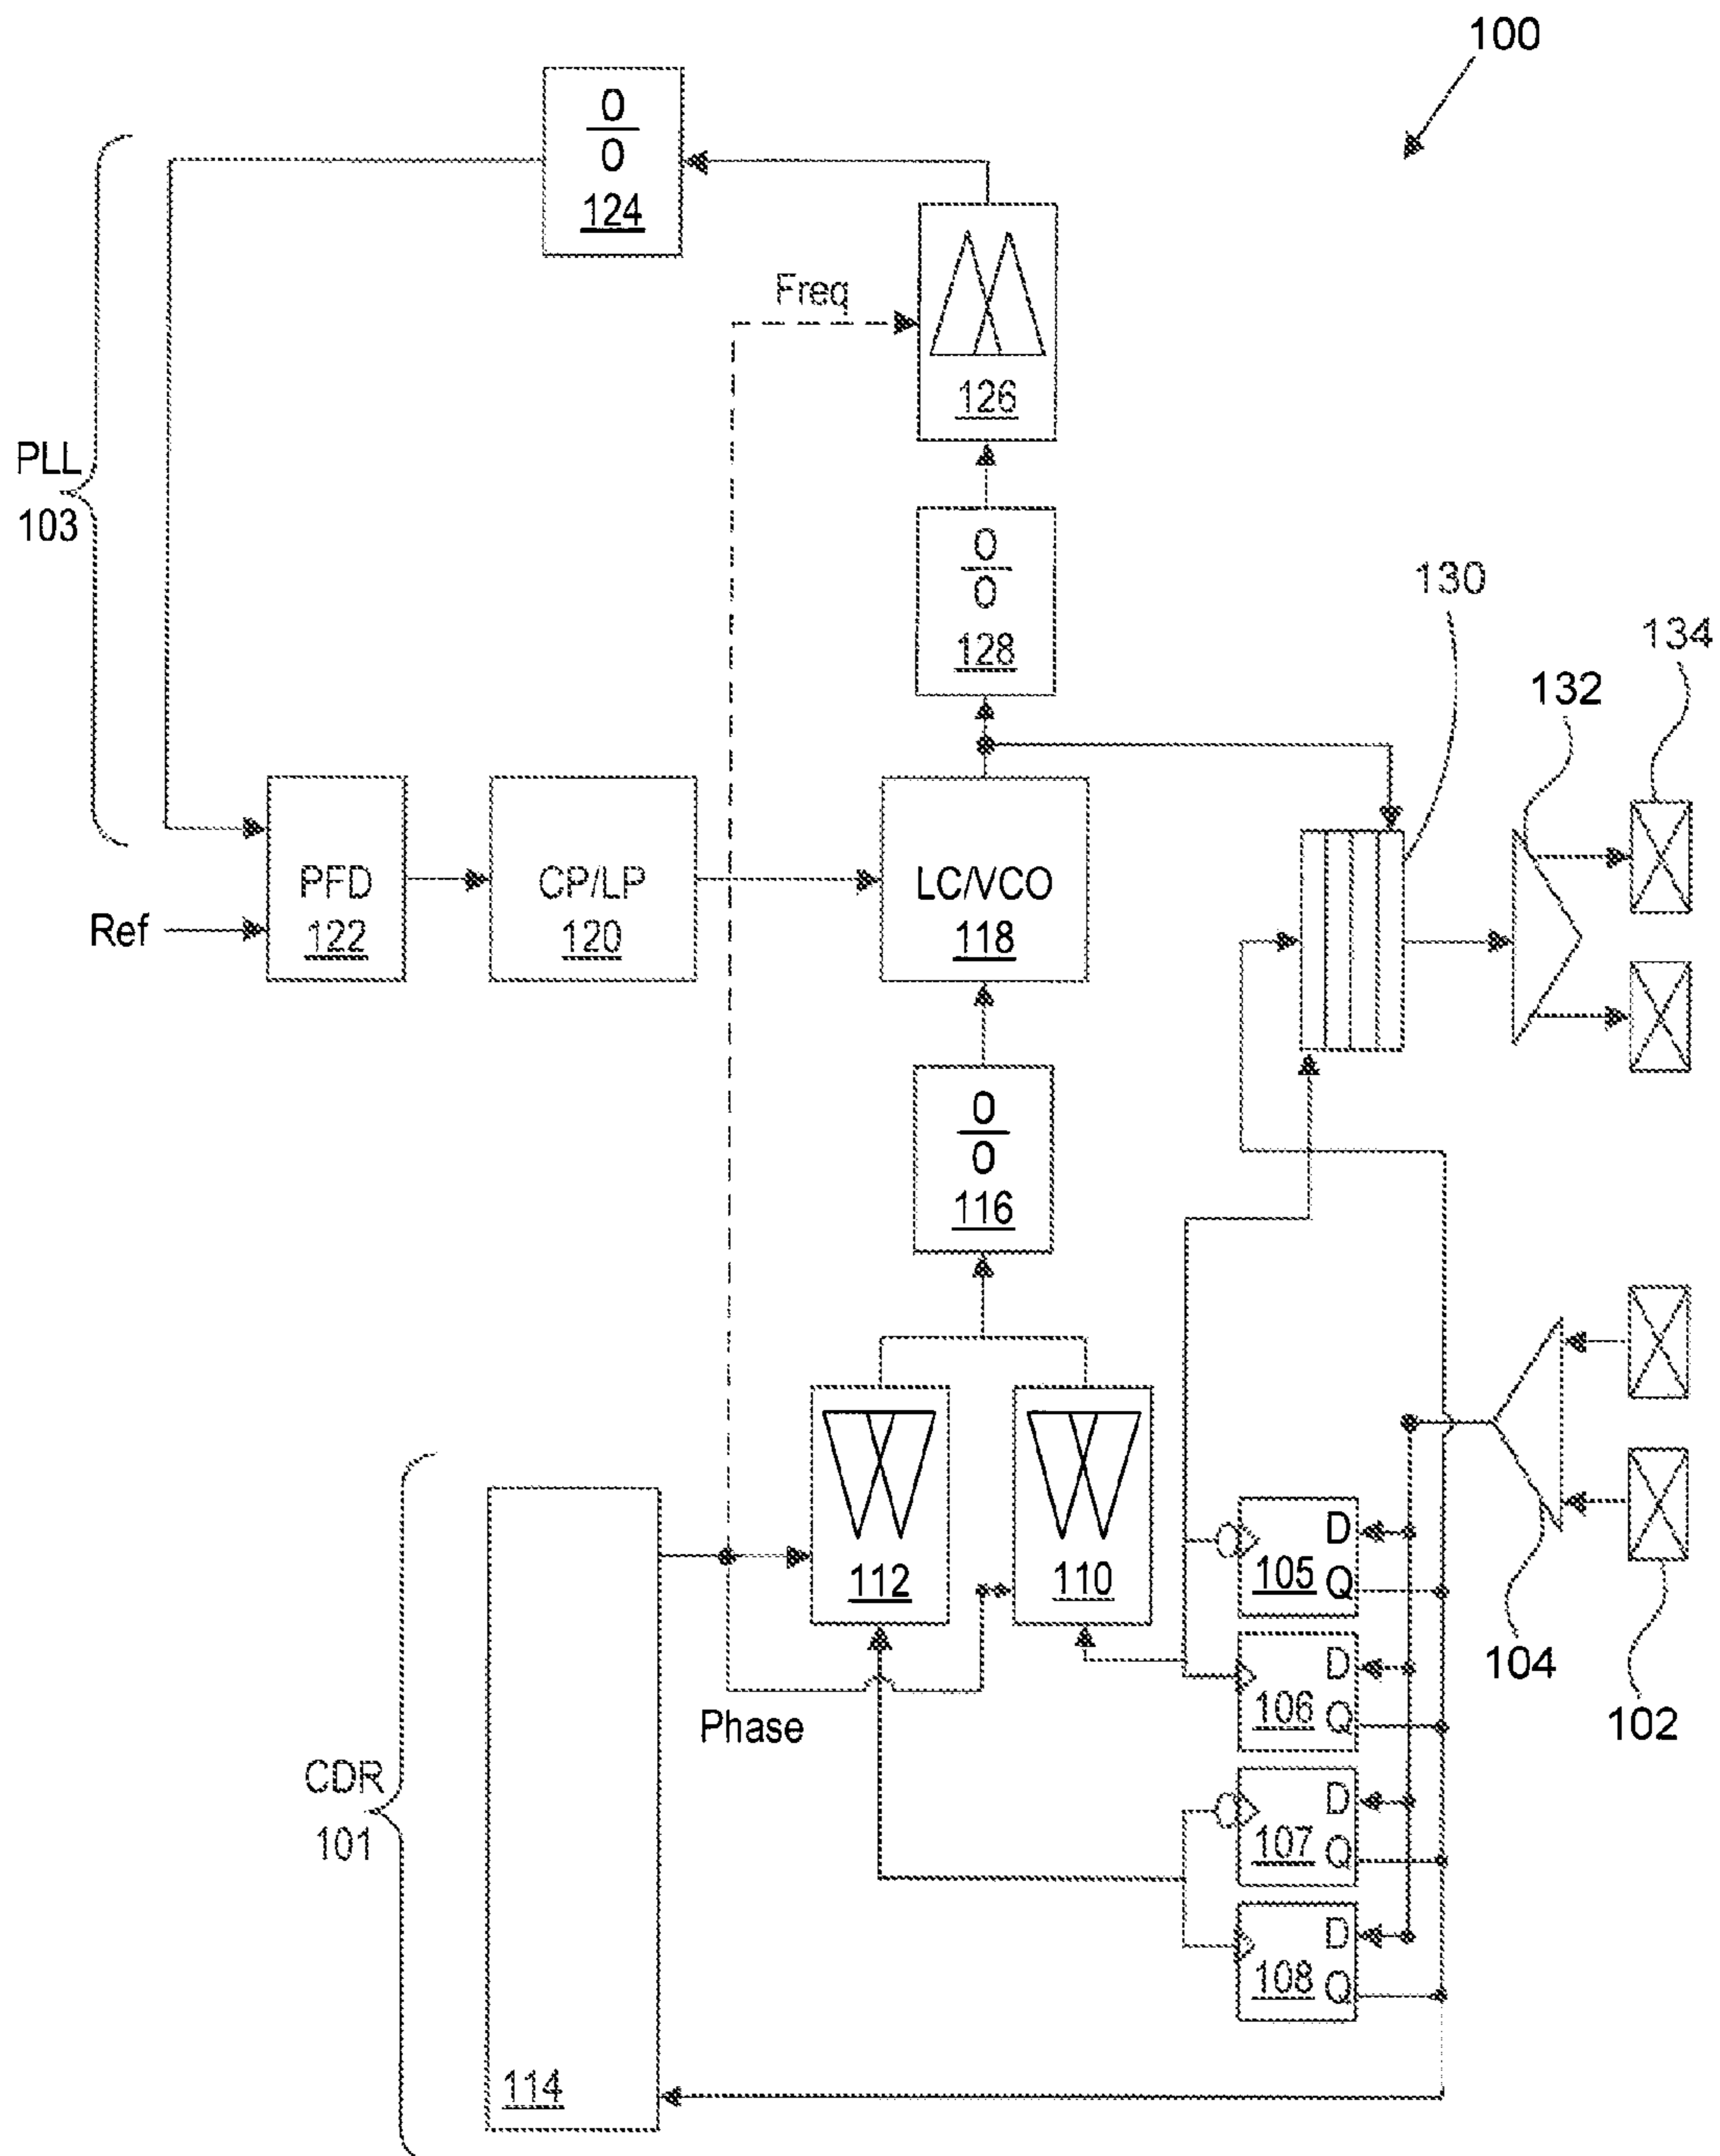 100
0
0
124
Freq
126
PLL
103
0
0
128
130
134
132
PFD
122
CP/LP
120
LC/VCO
118
Ref
0
0
116
112
110
D
105 Q
104
102
D
106 Q
Phase
D
107 Q
CDR
101
D
108 Q
114